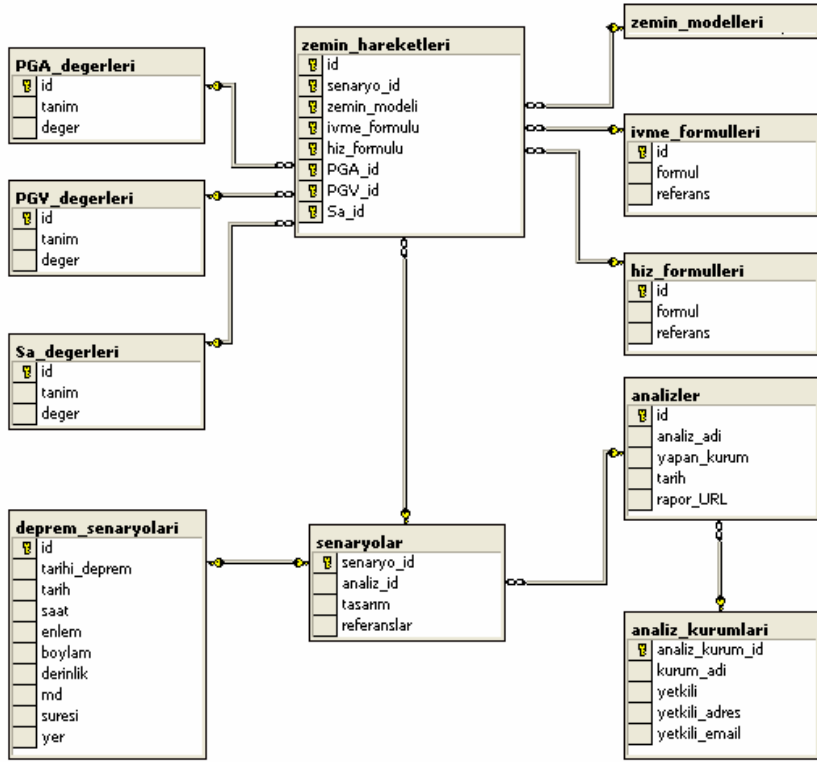 zemin_hareketleri
id
senaryo_id
zemin_modeli
ivme_formulu
hiz_formulu
PGA_id
PGV_id
Sa_id
zemin_modelleri
PGA_degerleri
id
tanim
deger
ivme_formulleri
id
formul
referans
PGV_degerleri
id
tanim
deger
hiz_formulleri
id
formul
referans
Sa_degerleri
id
tanim
deger
analizler
id
analiz_adi
yapan_kurum
tarih
rapor_URL
deprem_senaryolari
id
tarihi_deprem
tarih
saat
enlem
boylam
derinlik
md
suresi
yer
senaryolar
senaryo_id
analiz_id
tasarım
referanslar
analiz_kurumlari
analiz_kurum_id
kurum_adi
yetkili
yetkili_adres
yetkili_email